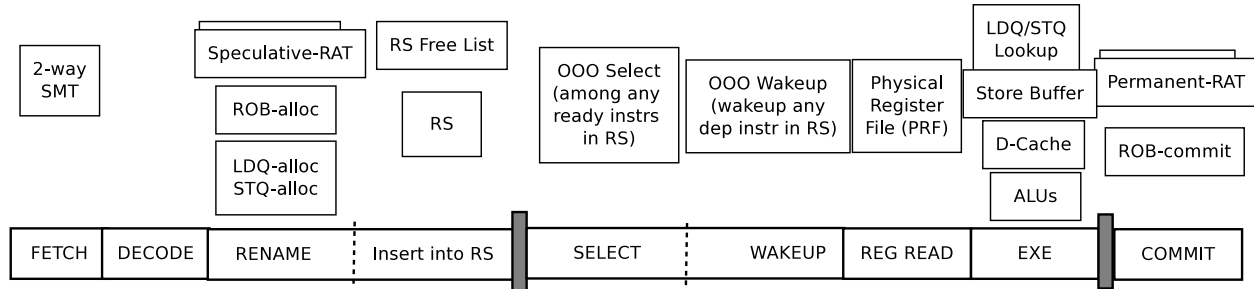 2-way
SMT
Speculative-RAT
ROB-alloc
LDQ-alloc
STQ-alloc
RS Free List
RS
OOO Select
(among any
ready instrs
in RS)
OOO Wakeup
(wakeup any
dep instr in RS)
Physical
Register
File (PRF)
LDQ/STQ
Lookup
Store Buffer
D-Cache
ALUs
Permanent-RAT
ROB-commit
FETCH
DECODE
RENAME
Insert into RS
SELECT
WAKEUP
REG READ
EXE
COMMIT